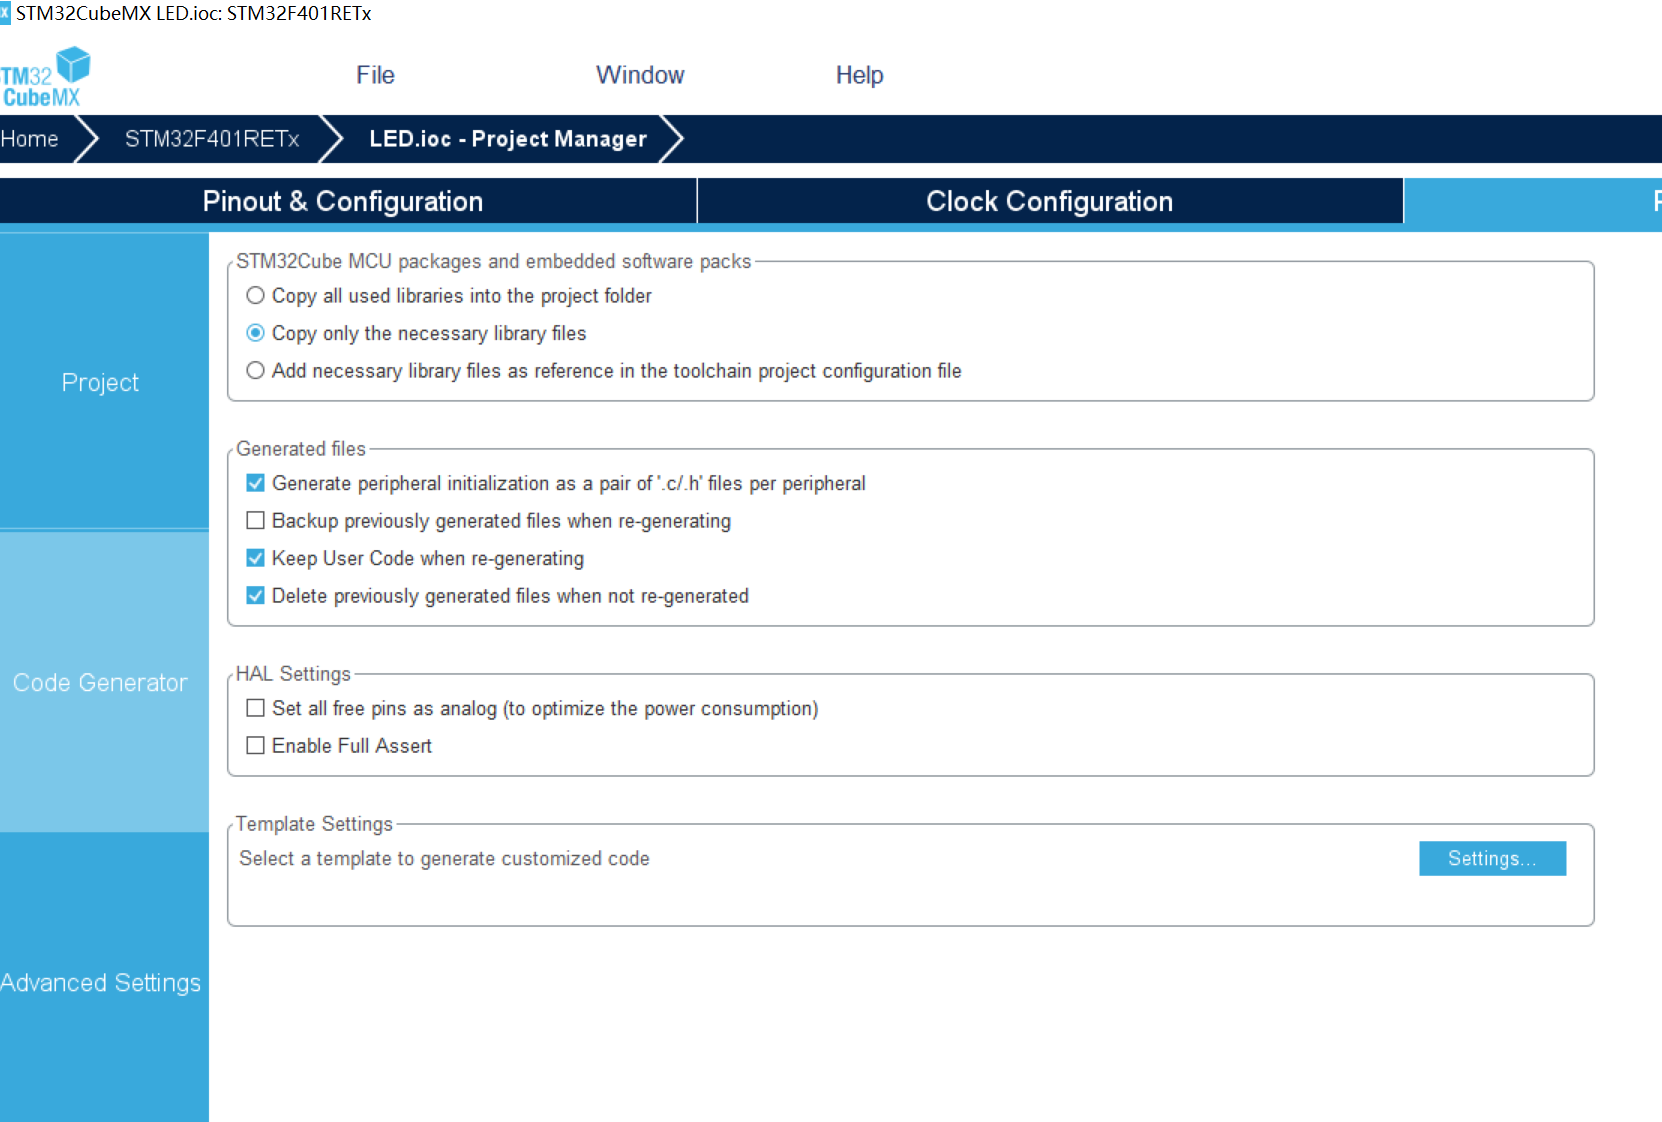 STM32CubeMX LED.ioc: STM32F401RETx
TM32
CubeMX
File
Window
Help
Home
STM32F401RETx
LED.ioc - Project Manager
Pinout & Configuration
Clock Configuration
Project
Code Generator
Advanced Settings
STM32Cube MCU packages and embedded software packs
Copy all used libraries into the project folder
Copy only the necessary library files
Add necessary library files as reference in the toolchain project configuration file
Generated files
Generate peripheral initialization as a pair of '.c/.h' files per peripheral
Backup previously generated files when re-generating
Keep User Code when re-generating
Delete previously generated files when not re-generated
HAL Settings
Set all free pins as analog (to optimize the power consumption)
Enable Full Assert
Template Settings
Select a template to generate customized code
Settings...